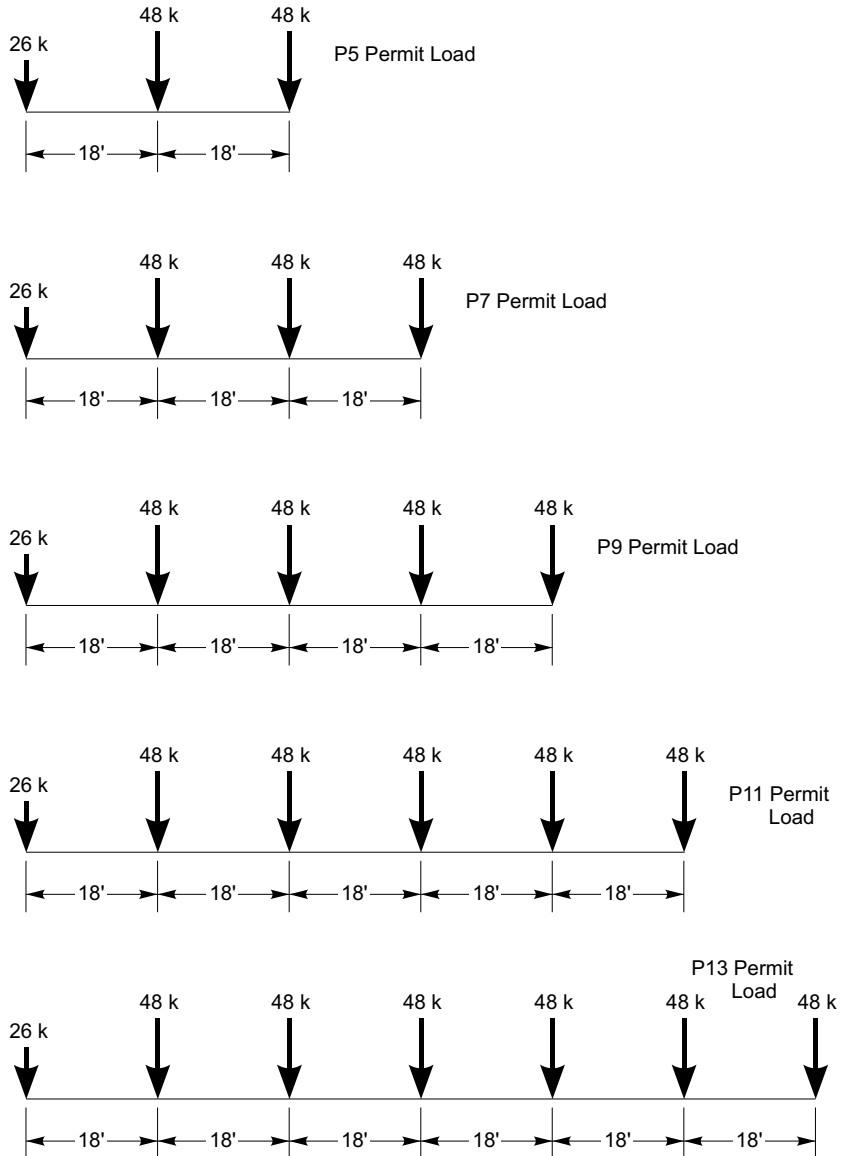 48 k 48 k
26 k
P5 Permit Load
18' 18'
48 k 48 k 48 k
26 k
P7 Permit Load
18' 18' 18'
48 k 48 k 48 k 48 k
26 k
P9 Permit Load
18' 18' 18' 18'
48 k 48 k 48 k 48 k 48 k
26 k
P11 Permit
Load
18' 18' 18' 18' 18'
P13 Permit
Load
48 k 48 k 48 k 48 k 48 k 48 k
26 k
18' 18' 18' 18' 18' 18'